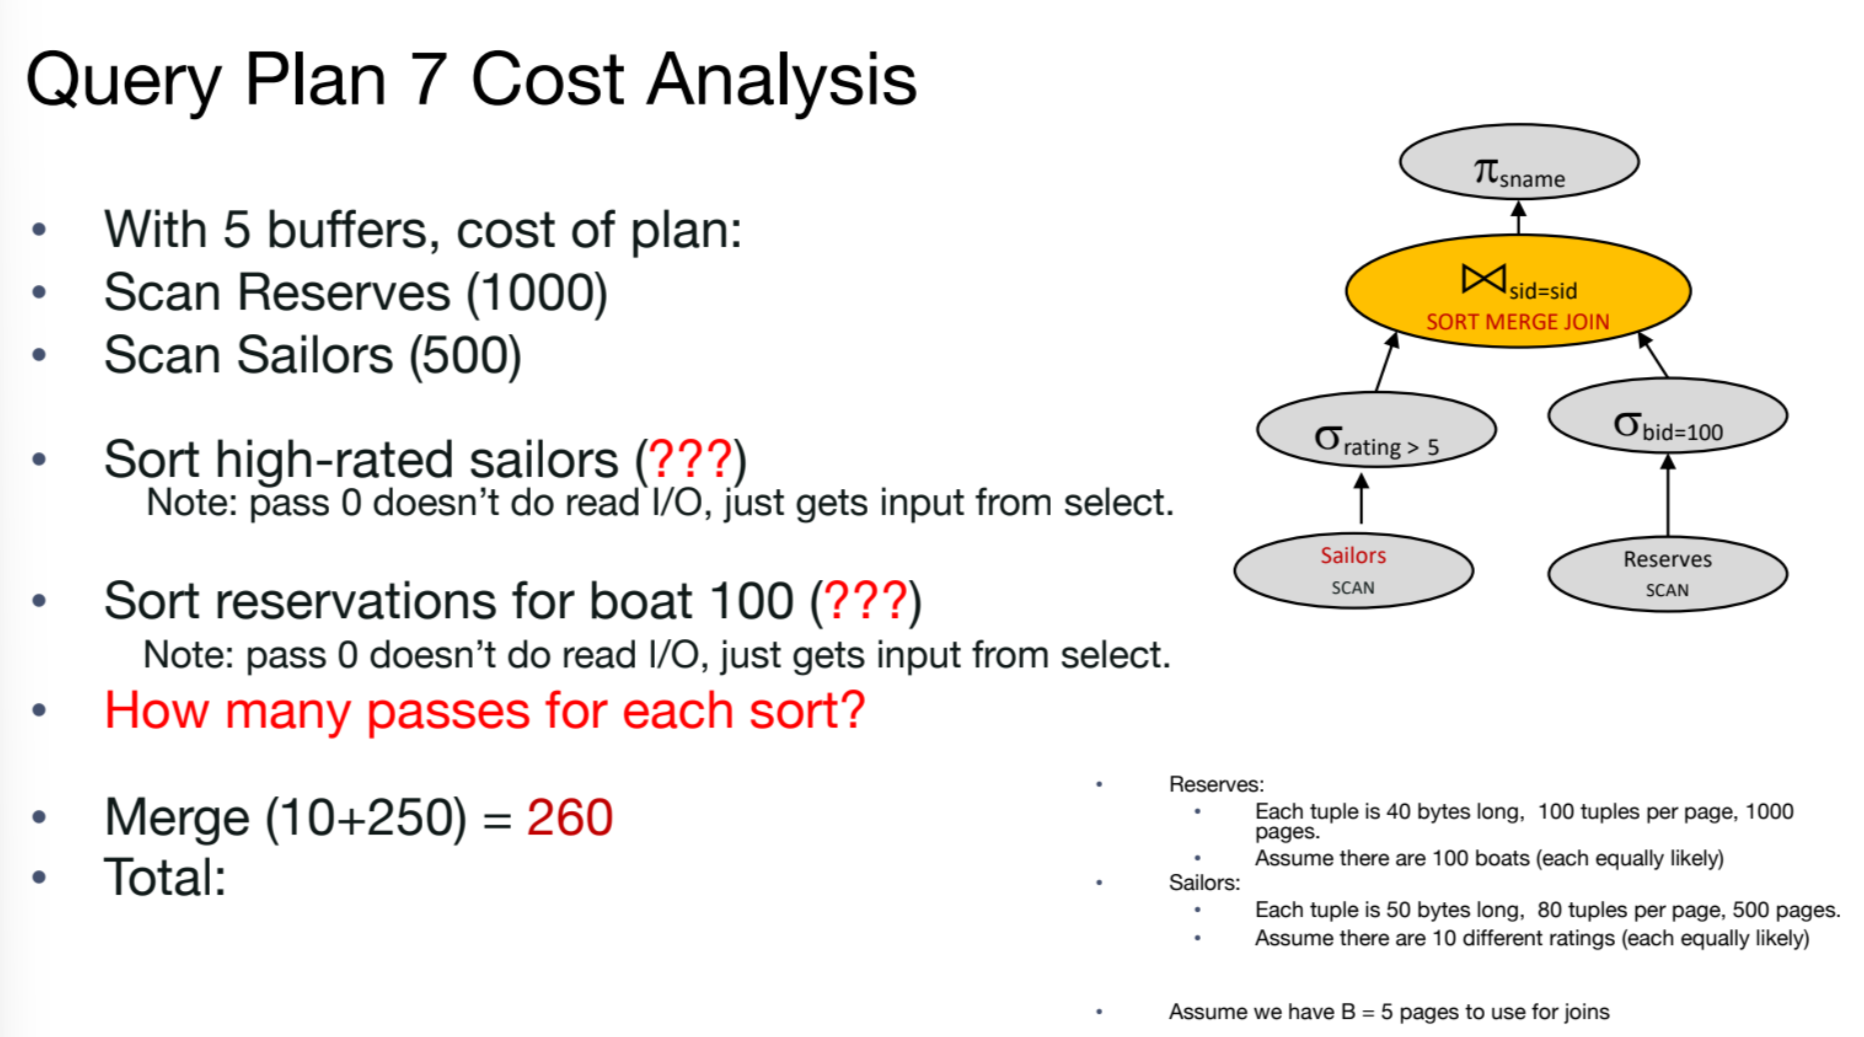 Query Plan 7 Cost Analysis
• With 5 buffers, cost of plan:
• Scan Reserves (1000)
• Scan Sailors (500)
• Sort high-rated sailors (???)
Note: pass 0 doesn’t do read I/O, just gets input from select.
• Sort reservations for boat 100 (???)
Note: pass 0 doesn’t do read I/O, just gets input from select.
• How many passes for each sort?
• Merge (10+250) = 260
• Total:
π sname
⋈ sid=sid
SORT MERGE JOIN
σ rating > 5
σ bid=100
Sailors
SCAN
Reserves
SCAN
• Reserves:
• Each tuple is 40 bytes long, 100 tuples per page, 1000
pages.
• Assume there are 100 boats (each equally likely)
• Sailors:
• Each tuple is 50 bytes long, 80 tuples per page, 500 pages.
• Assume there are 10 different ratings (each equally likely)
• Assume we have B = 5 pages to use for joins